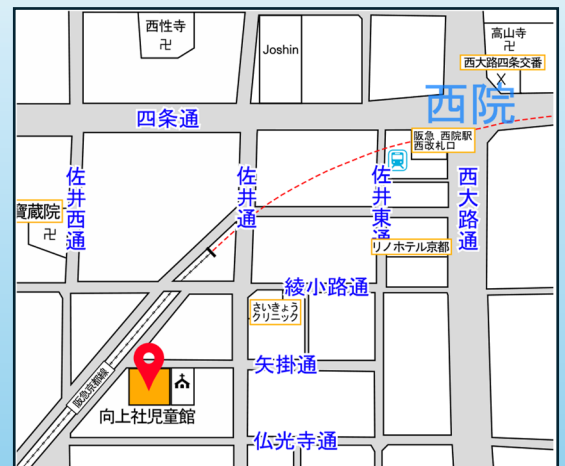 西性寺
卍
Joshin
高山寺
卍
西大路四条交番
西院
四条通
阪急 西院駅
西改札口
佐井西通
佐井通
佐井東通
西大路通
寶蔵院
卍
リノホテル京都
綾小路通
さいきょう
クリニック
矢掛通
阪急京都線
向上社児童館
仏光寺通